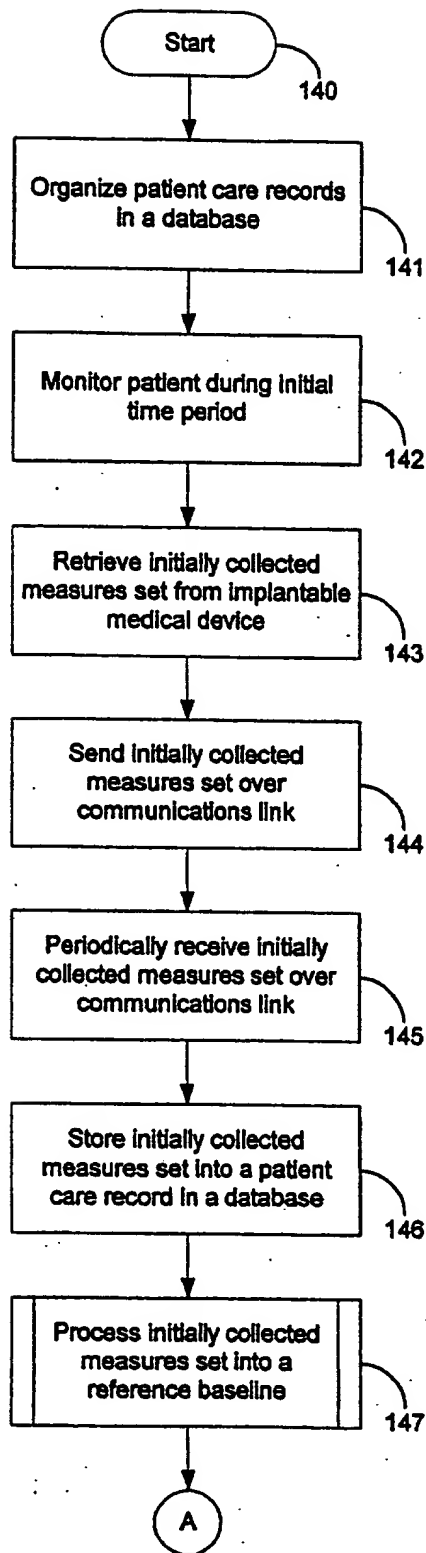 Start
140
Organize patient care records
in a database
141
Monitor patient during initial
time period
142
Retrieve initially collected
measures set from implantable
medical device
143
Send initially collected
measures set over
communications link
144
Periodically receive initially
collected measures set over
communications link
145
Store initially collected
measures set into a patient
care record in a database
146
Process initially collected
measures set into a
reference baseline
147
A